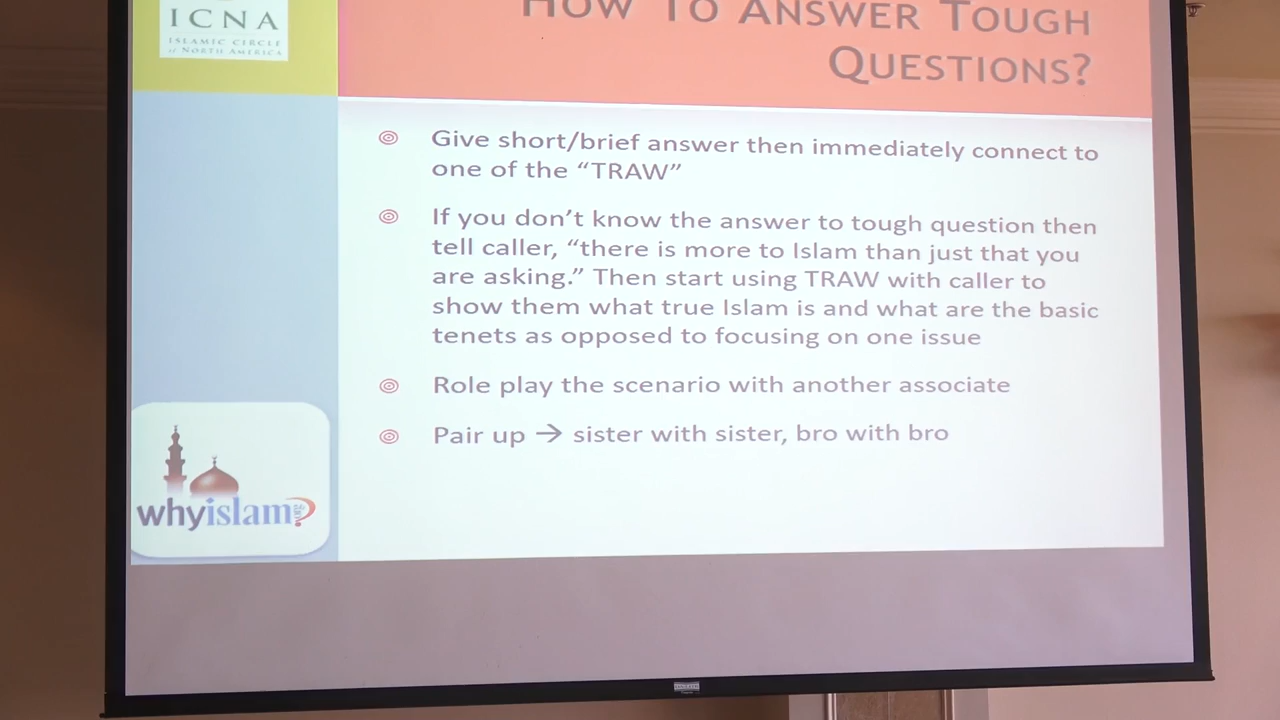 ICNA
ISLAMIC CIRCLE
of NORTH AMERICA
HOW TO ANSWER TOUGH
QUESTIONS?
Give short/brief answer then immediately connect to
one of the “TRAW”
If you don’t know the answer to tough question then
tell caller, “there is more to Islam than just that you
are asking.” Then start using TRAW with caller to
show them what true Islam is and what are the basic
tenets as opposed to focusing on one issue
Role play the scenario with another associate
Pair up → sister with sister, bro with bro
whyislam?